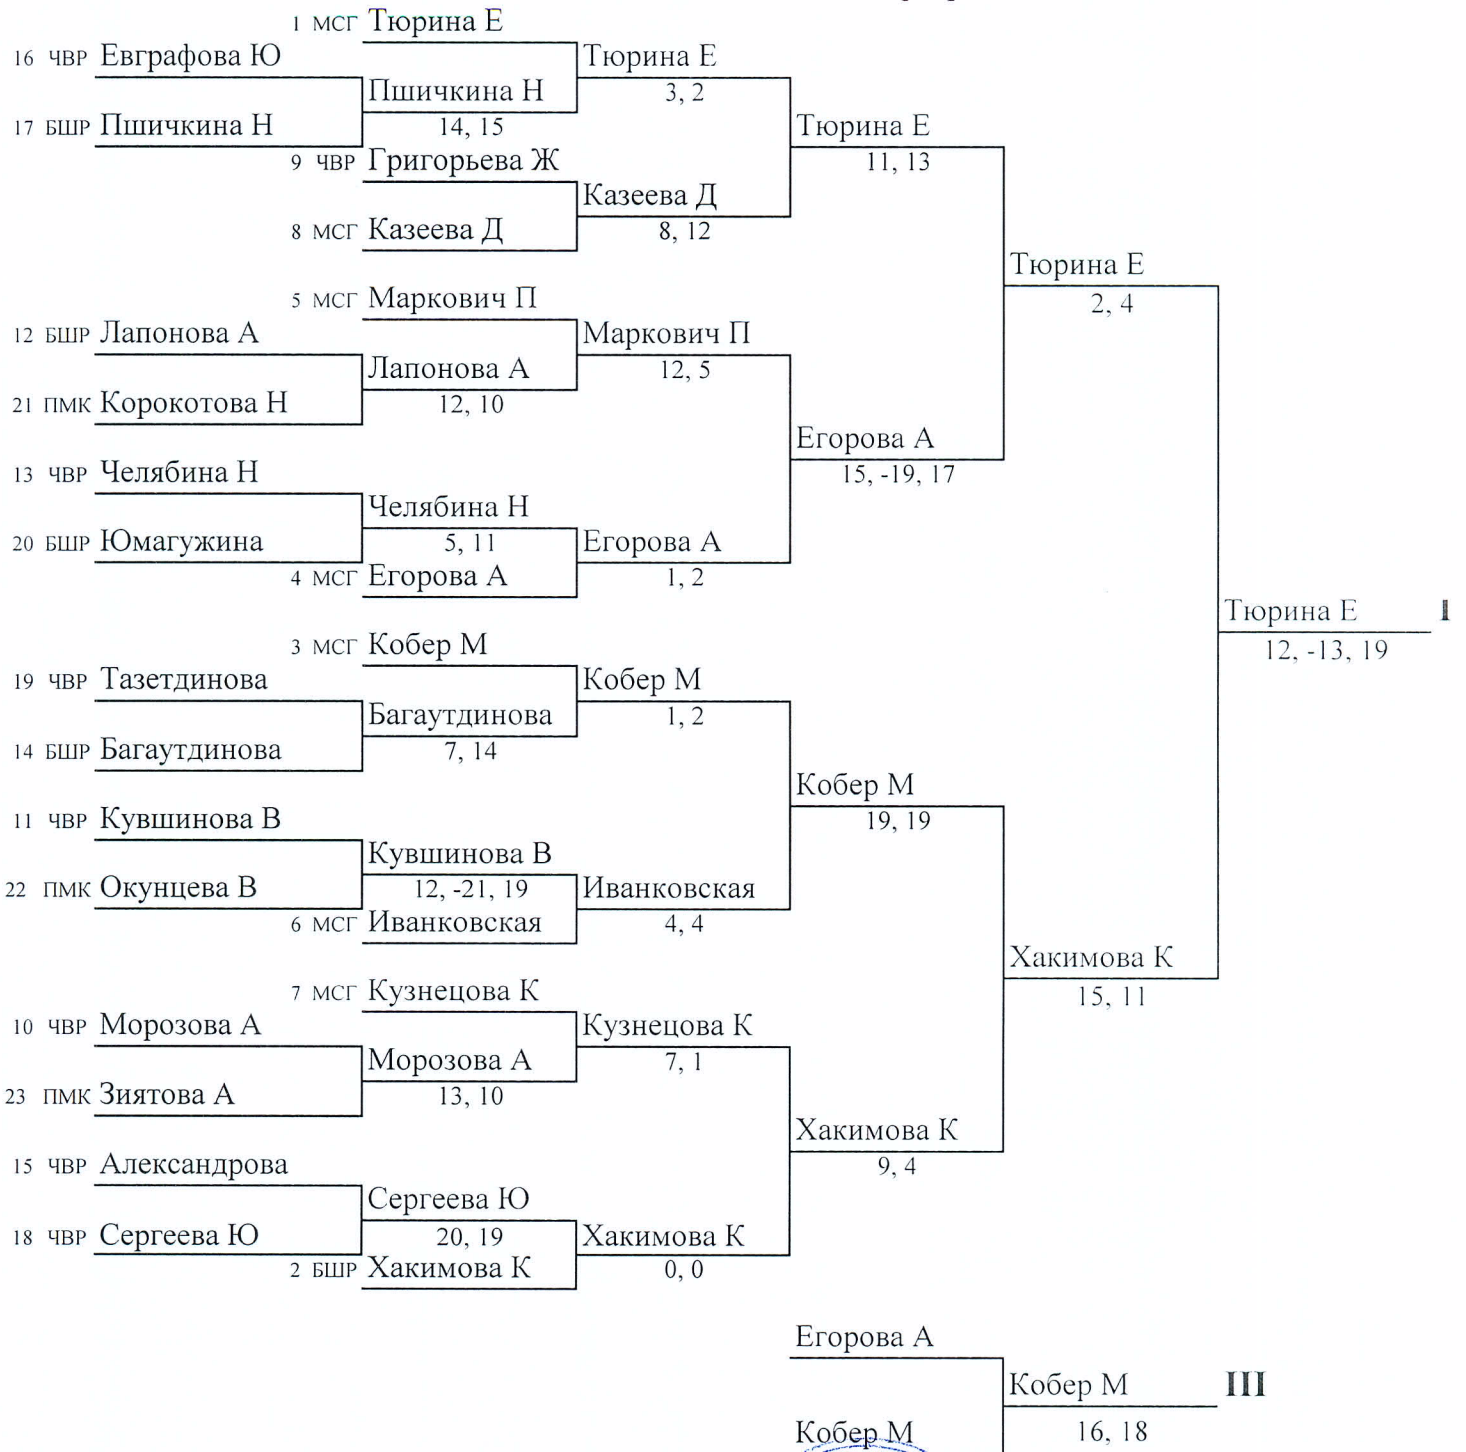 1 МСГ Тюрина Е
16 ЧВР Евграфова Ю
Тюрина Е
Пшичкина Н
3, 2
17 БШР Пшичкина Н
14, 15
Тюрина Е
9 ЧВР Григорьева Ж
11, 13
Казеева Д
8 МСГ Казеева Д
8, 12
Тюрина Е
5 МСГ Маркович П
2, 4
12 БШР Лапонова А
Маркович П
Лапонова А
12, 5
21 ПМК Корокотова Н
12, 10
Егорова А
13 ЧВР Челябина Н
15, -19, 17
Челябина Н
20 БШР Юмагужина
5, 11
Егорова А
4 МСГ Егорова А
1, 2
Тюрина Е I
3 МСГ Кобер М
12, -13, 19
19 ЧВР Тазетдинова
Кобер М
Багаутдинова
1, 2
14 БШР Багаутдинова
7, 14
Кобер М
11 ЧВР Кувшинова В
19, 19
Кувшинова В
22 ПМК Окунцева В
12, -21, 19
Иванковская
6 МСГ Иванковская
4, 4
Хакимова К
7 МСГ Кузнецова К
15, 11
10 ЧВР Морозова А
Кузнецова К
Морозова А
7, 1
23 ПМК Зиятова А
13, 10
Хакимова К
15 ЧВР Александрова
9, 4
Сергеева Ю
18 ЧВР Сергеева Ю
20, 19
Хакимова К
2 БШР Хакимова К
0, 0
Егорова А
Кобер М III
Кобер М
16, 18